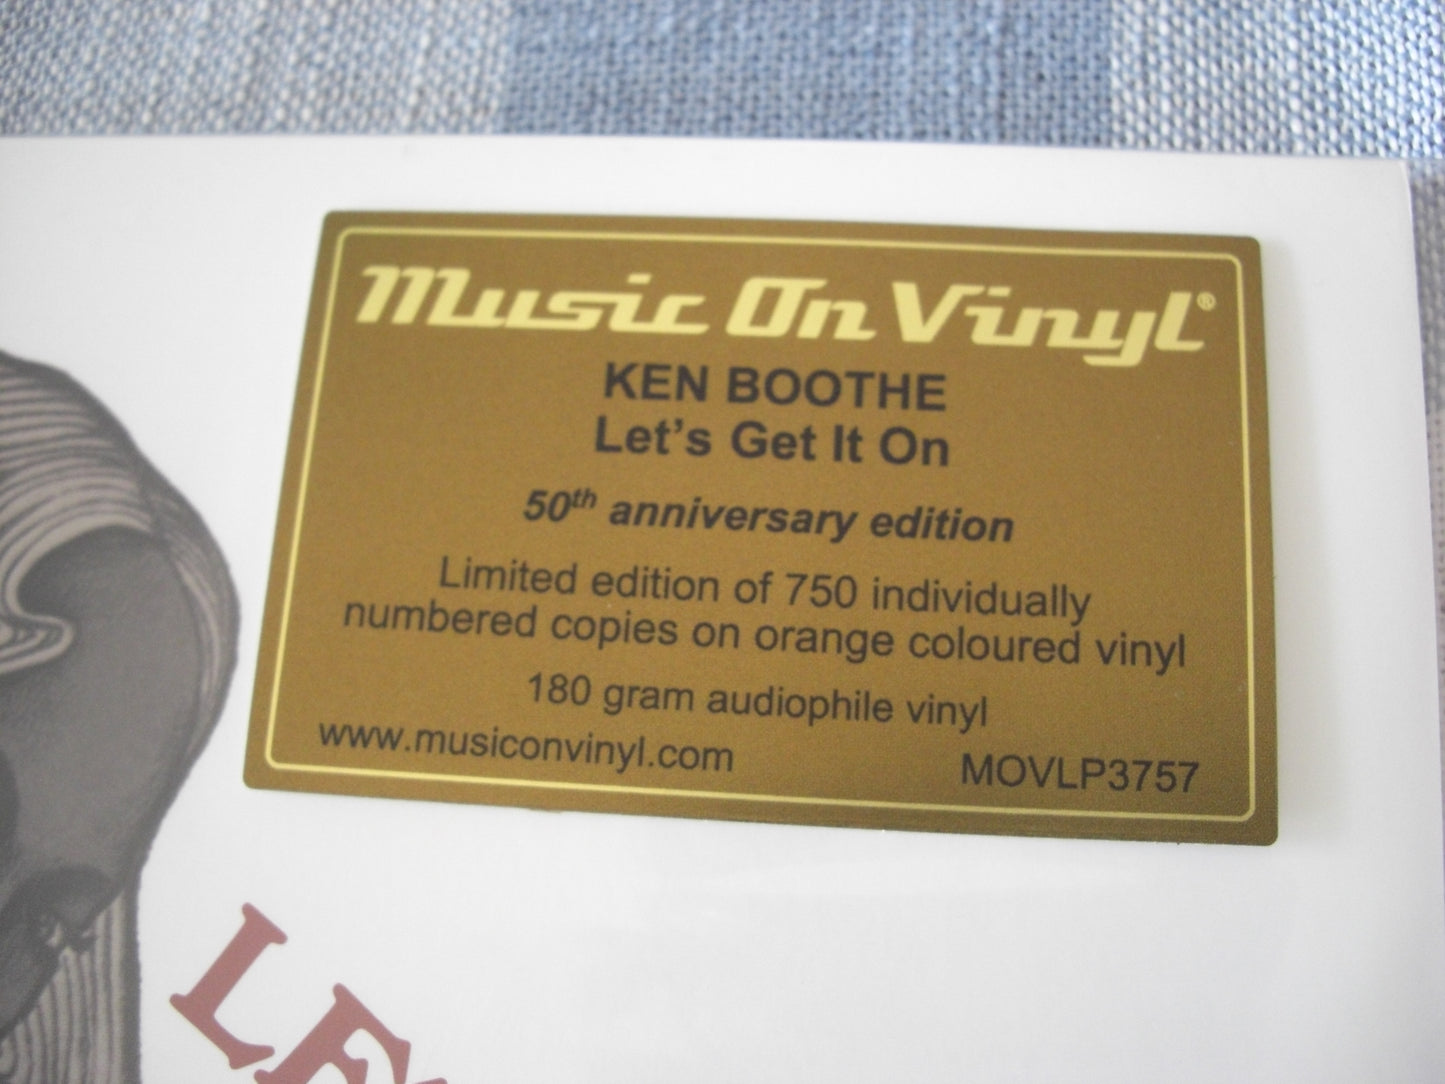 Music On Vinyl®
KEN BOOTHE
Let's Get It On
50th anniversary edition
Limited edition of 750 individually
numbered copies on orange coloured vinyl
180 gram audiophile vinyl
www.musiconvinyl.com MOVLP3757